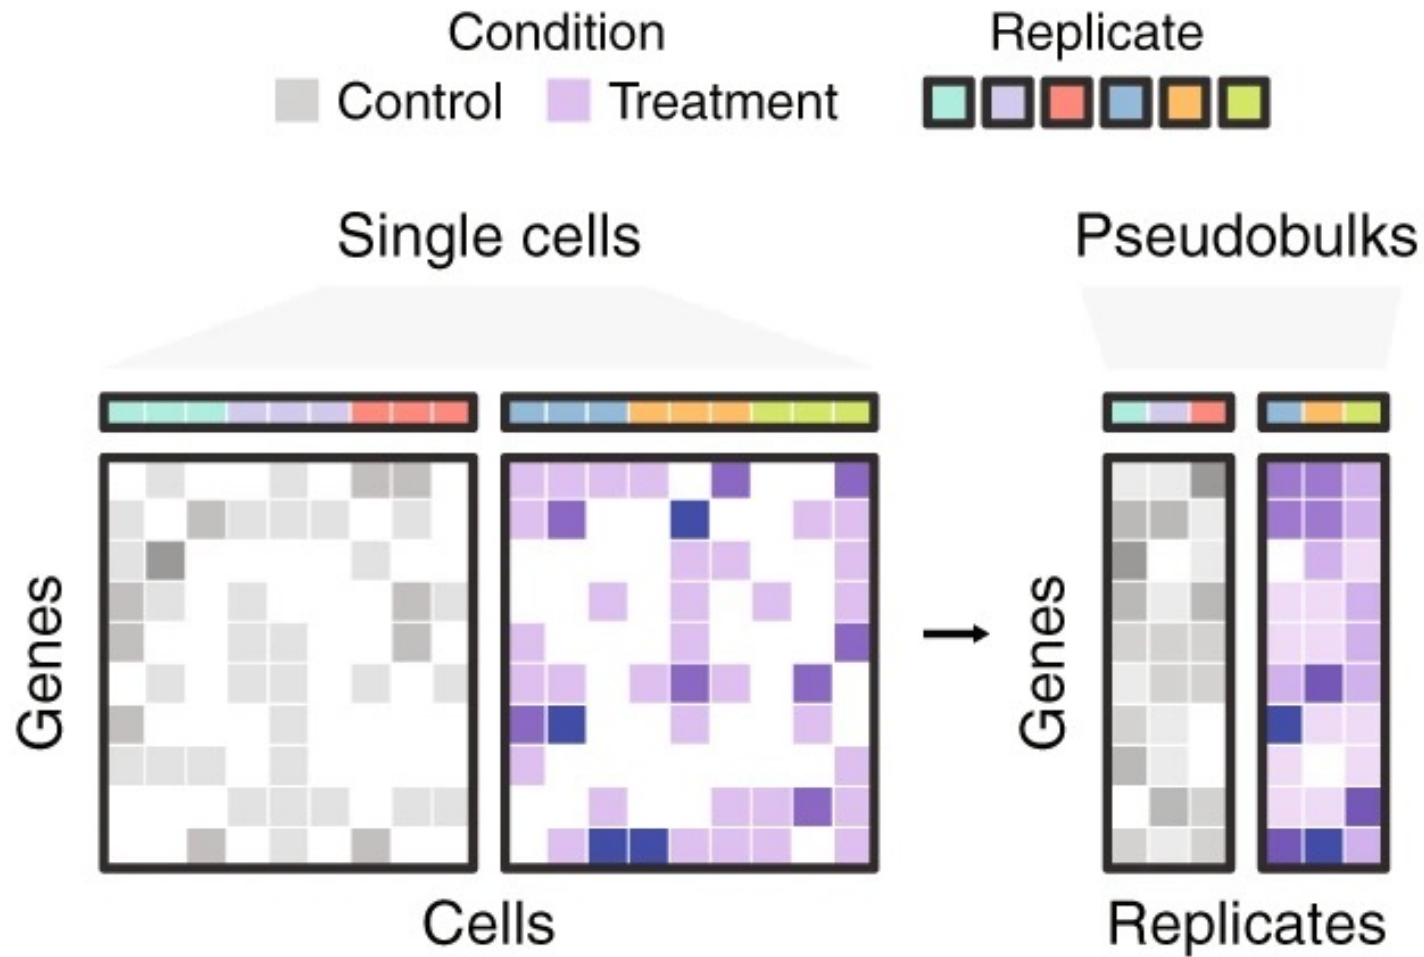 Condition
Replicate
Control
Treatment
Single cells
Pseudobulks
Genes
Genes
Cells
Replicates